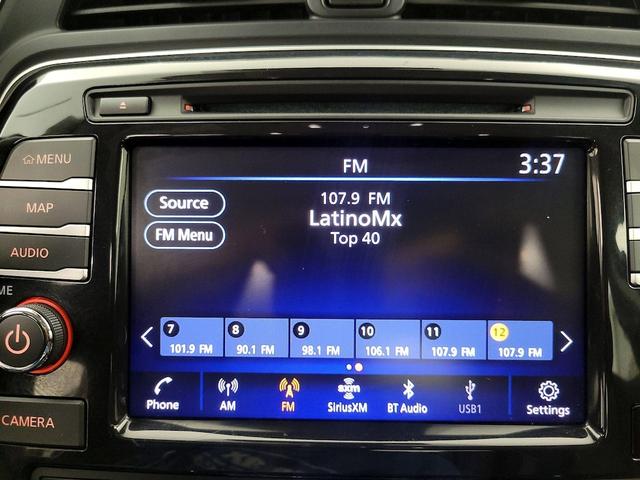 MENU
MAP
AUDIO
ME
CAMERA
FM
3:37
Source
FM Menu
107.9 FM
LatinoMx
Top 40
7
101.9 FM
8
90.1 FM
9
98.1 FM
10
106.1 FM
11
107.9 FM
12
107.9 FM
Phone
AM
FM
sxm
SiriusXM
BT Audio
USB1
Settings